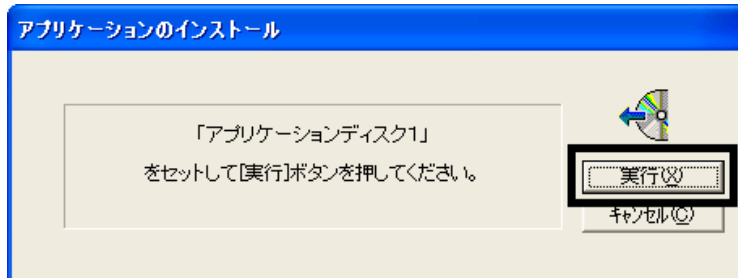 アプリケーションのインストール
「アプリケーションディスク1」
をセットして[実行]ボタンを押してください。
実行(X)
キャンセル(C)